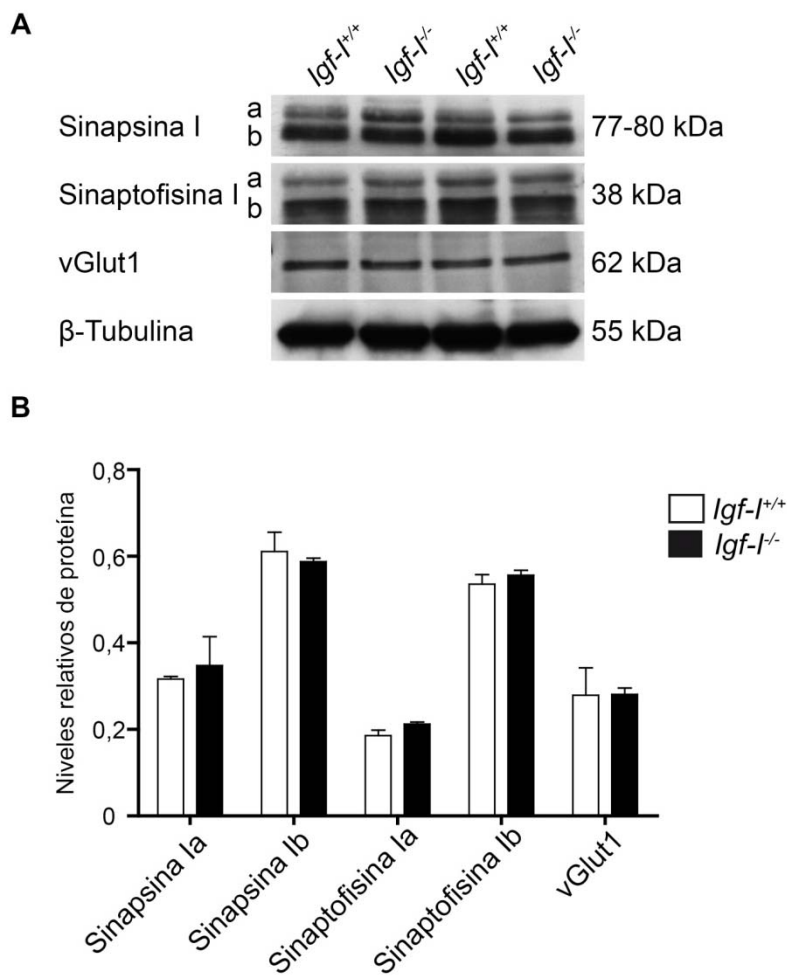 A
Igf-I+/+ Igf-I-/- Igf-I+/+ Igf-I-/-
Sinapsina I a b 77-80 kDa
Sinaptofisina I a b 38 kDa
vGlut1 62 kDa
β-Tubulina 55 kDa
B
Niveles relativos de proteína
0,8
0,6
0,4
0,2
0
Igf-I+/+
Igf-I-/-
Sinapsina Ia
Sinapsina Ib
Sinaptofisina Ia
Sinaptofisina Ib
vGlut1